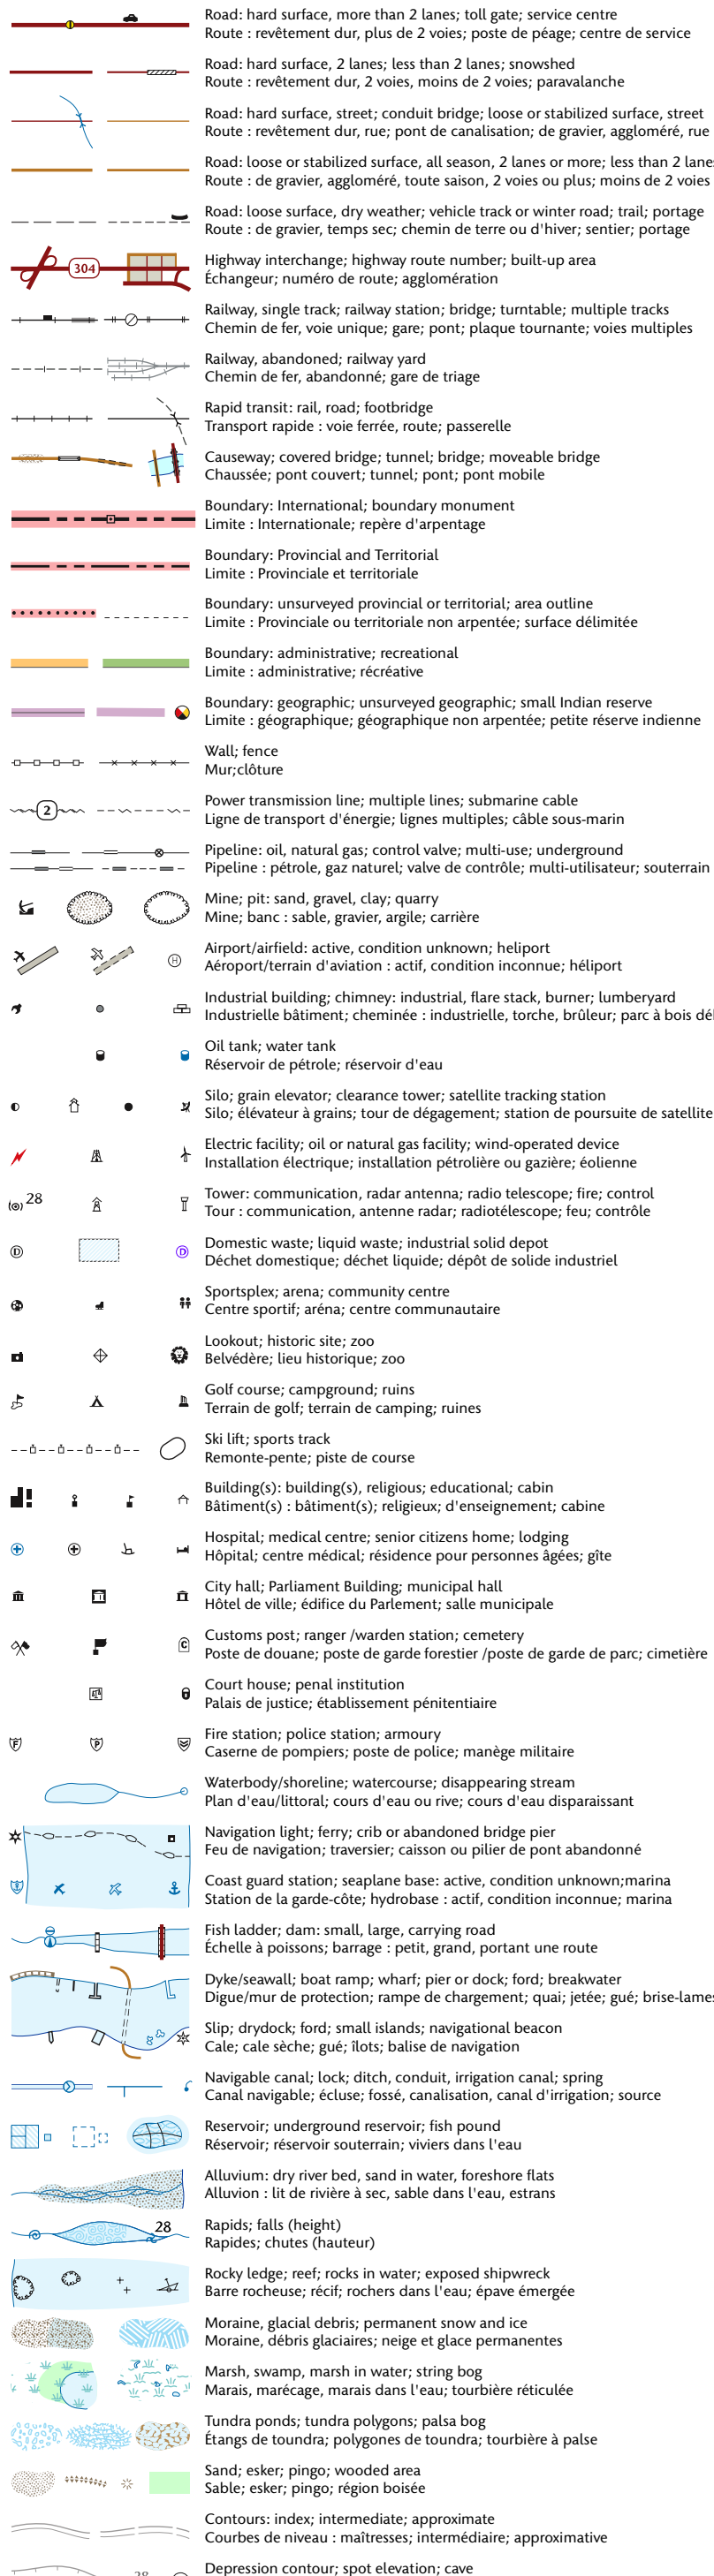 Road: hard surface, more than 2 lanes; toll gate; service centre
Route : revêtement dur, plus de 2 voies; poste de péage; centre de service
Road: hard surface, 2 lanes; less than 2 lanes; snowshed
Route : revêtement dur, 2 voies, moins de 2 voies; paravalanche
Road: hard surface, street; conduit bridge; loose or stabilized surface, street
Route : revêtement dur, rue; pont de canalisation; de gravier, aggloméré, rue
Road: loose or stabilized surface, all season, 2 lanes or more; less than 2 lane
Route : de gravier, aggloméré, toute saison, 2 voies ou plus; moins de 2 voies
Road: loose surface, dry weather; vehicle track or winter road; trail; portage
Route : de gravier, temps sec; chemin de terre ou d'hiver; sentier; portage
304
Highway interchange; highway route number; built-up area
Échangeur; numéro de route; agglomération
Railway, single track; railway station; bridge; turntable; multiple tracks
Chemin de fer, voie unique; gare; pont; plaque tournante; voies multiples
Railway, abandoned; railway yard
Chemin de fer, abandonné; gare de triage
Rapid transit: rail, road; footbridge
Transport rapide : voie ferrée, route; passerelle
Causeway; covered bridge; tunnel; bridge; moveable bridge
Chaussée; pont couvert; tunnel; pont; pont mobile
Boundary: International; boundary monument
Limite : Internationale; repère d'arpentage
Boundary: Provincial and Territorial
Limite : Provinciale et territoriale
Boundary: unsurveyed provincial or territorial; area outline
Limite : Provinciale ou territoriale non arpentée; surface délimitée
Boundary: administrative; recreational
Limite : administrative; récréative
Boundary: geographic; unsurveyed geographic; small Indian reserve
Limite : géographique; géographique non arpentée; petite réserve indienne
Wall; fence
Mur;clôture
2
Power transmission line; multiple lines; submarine cable
Ligne de transport d'énergie; lignes multiples; câble sous-marin
Pipeline: oil, natural gas; control valve; multi-use; underground
Pipeline : pétrole, gaz naturel; valve de contrôle; multi-utilisateur; souterrain
Mine; pit: sand, gravel, clay; quarry
Mine; banc : sable, gravier, argile; carrière
H
Airport/airfield: active, condition unknown; heliport
Aéroport/terrain d'aviation : actif, condition inconnue; héliport
Industrial building; chimney: industrial, flare stack, burner; lumberyard
Industrielle bâtiment; cheminée : industrielle, torche, brûleur; parc à bois dé
Oil tank; water tank
Réservoir de pétrole; réservoir d'eau
Silo; grain elevator; clearance tower; satellite tracking station
Silo; élévateur à grains; tour de dégagement; station de poursuite de satellite
Electric facility; oil or natural gas facility; wind-operated device
Installation électrique; installation pétrolière ou gazière; éolienne
28
Tower: communication, radar antenna; radio telescope; fire; control
Tour : communication, antenne radar; radiotélescope; feu; contrôle
D D
Domestic waste; liquid waste; industrial solid depot
Déchet domestique; déchet liquide; dépôt de solide industriel
Sportsplex; arena; community centre
Centre sportif; aréna; centre communautaire
Lookout; historic site; zoo
Belvédère; lieu historique; zoo
Golf course; campground; ruins
Terrain de golf; terrain de camping; ruines
Ski lift; sports track
Remonte-pente; piste de course
Building(s): building(s), religious; educational; cabin
Bâtiment(s) : bâtiment(s); religieux; d'enseignement; cabine
Hospital; medical centre; senior citizens home; lodging
Hôpital; centre médical; résidence pour personnes âgées; gîte
City hall; Parliament Building; municipal hall
Hôtel de ville; édifice du Parlement; salle municipale
C
Customs post; ranger /warden station; cemetery
Poste de douane; poste de garde forestier /poste de garde de parc; cimetière
Court house; penal institution
Palais de justice; établissement pénitentiaire
F P
Fire station; police station; armoury
Caserne de pompiers; poste de police; manège militaire
Waterbody/shoreline; watercourse; disappearing stream
Plan d'eau/littoral; cours d'eau ou rive; cours d'eau disparaissant
Navigation light; ferry; crib or abandoned bridge pier
Feu de navigation; traversier; caisson ou pilier de pont abandonné
Coast guard station; seaplane base: active, condition unknown;marina
Station de la garde-côte; hydrobase : actif, condition inconnue; marina
Fish ladder; dam: small, large, carrying road
Échelle à poissons; barrage : petit, grand, portant une route
Dyke/seawall; boat ramp; wharf; pier or dock; ford; breakwater
Digue/mur de protection; rampe de chargement; quai; jetée; gué; brise-lames
Slip; drydock; ford; small islands; navigational beacon
Cale; cale sèche; gué; îlots; balise de navigation
Navigable canal; lock; ditch, conduit, irrigation canal; spring
Canal navigable; écluse; fossé, canalisation, canal d'irrigation; source
Reservoir; underground reservoir; fish pound
Réservoir; réservoir souterrain; viviers dans l'eau
Alluvium: dry river bed, sand in water, foreshore flats
Alluvion : lit de rivière à sec, sable dans l'eau, estrans
28
Rapids; falls (height)
Rapides; chutes (hauteur)
Rocky ledge; reef; rocks in water; exposed shipwreck
Barre rocheuse; récif; rochers dans l'eau; épave émergée
Moraine, glacial debris; permanent snow and ice
Moraine, débris glaciaires; neige et glace permanentes
Marsh, swamp, marsh in water; string bog
Marais, marécage, marais dans l'eau; tourbière réticulée
Tundra ponds; tundra polygons; palsa bog
Étangs de toundra; polygones de toundra; tourbière à palse
Sand; esker; pingo; wooded area
Sable; esker; pingo; région boisée
Contours: index; intermediate; approximate
Courbes de niveau : maîtresses; intermédiaire; approximative
Depression contour; spot elevation; cave